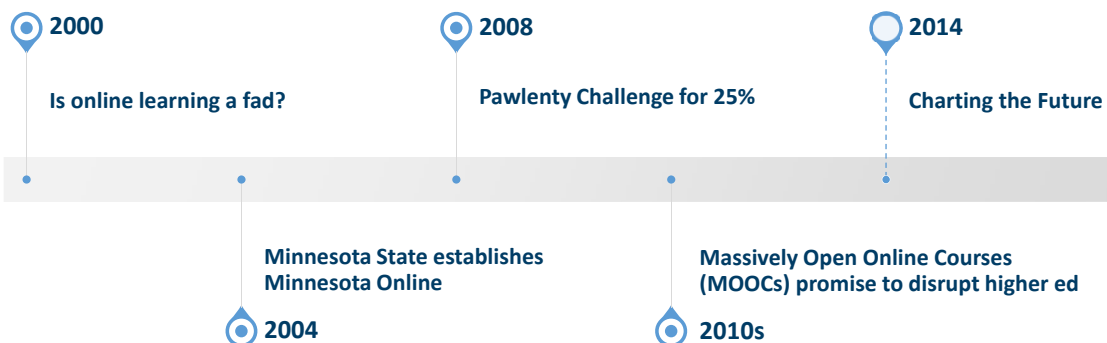 2000
Is online learning a fad?
2008
Pawlenty Challenge for 25%
2014
Charting the Future
Minnesota State establishes
Minnesota Online
2004
Massively Open Online Courses
(MOOCs) promise to disrupt higher ed
2010s